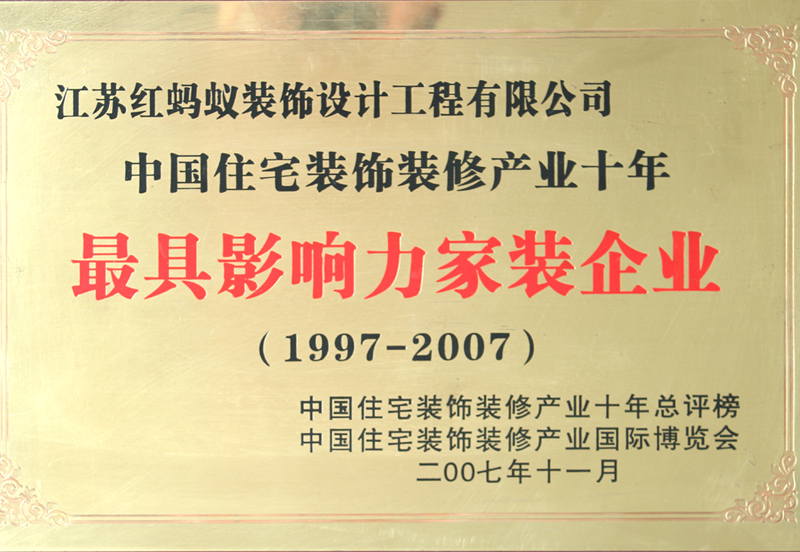 江苏红蚂蚁装饰设计工程有限公司
中国住宅装饰装修产业十年
最具影响力家装企业
（1997-2007）
中国住宅装饰装修产业十年总评榜
中国住宅装饰装修产业国际博览会
二00七年十一月